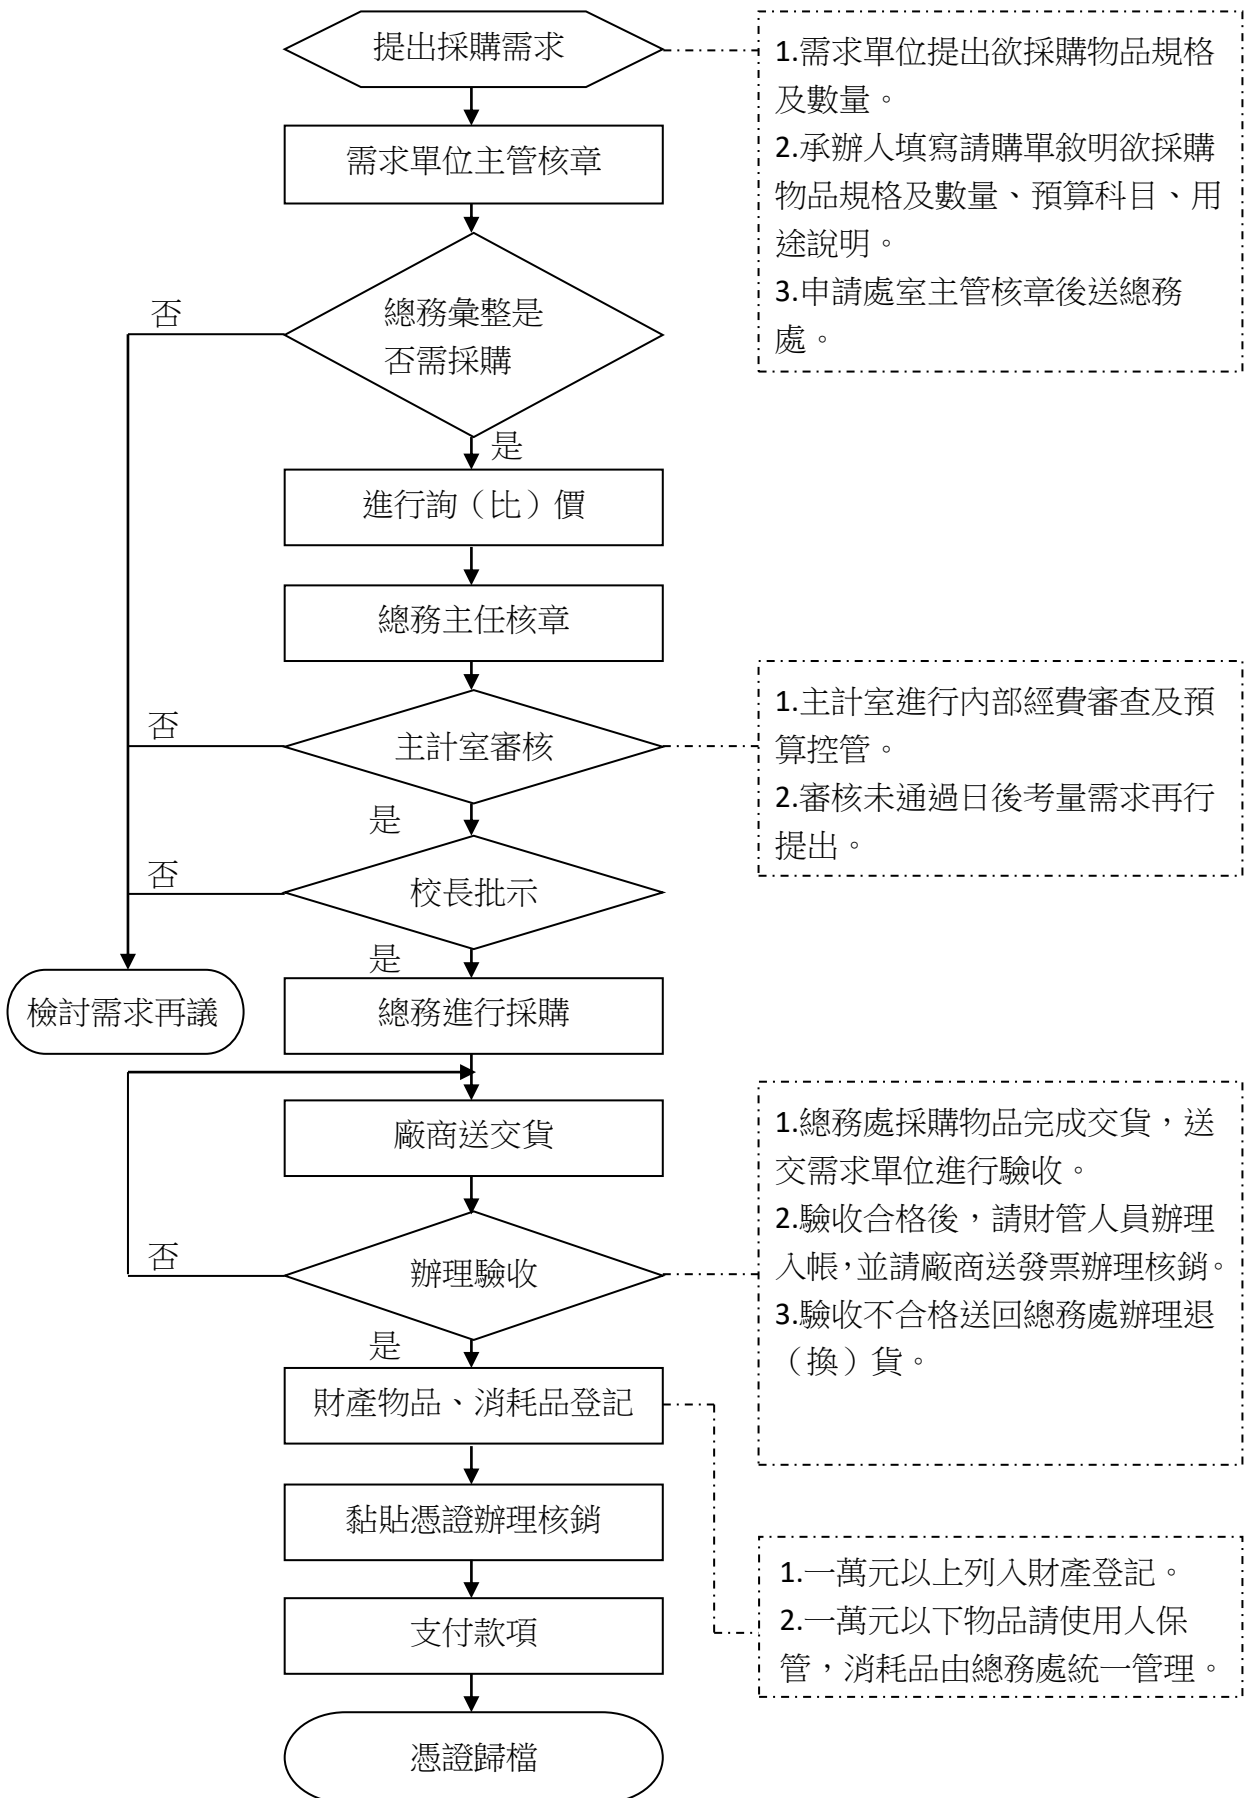 提出採購需求
1.需求單位提出欲採購物品規格
及數量。
2.承辦人填寫請購單敘明欲採購
物品規格及數量、預算科目、用
途說明。
3.申請處室主管核章後送總務
處。
需求單位主管核章
總務彙整是
否需採購
否
是
進行詢（比）價
總務主任核章
主計室審核
否
是
1.主計室進行內部經費審查及預
算控管。
2.審核未通過日後考量需求再行
提出。
校長批示
否
是
檢討需求再議
總務進行採購
廠商送交貨
辦理驗收
否
是
1.總務處採購物品完成交貨，送
交需求單位進行驗收。
2.驗收合格後，請財管人員辦理
入帳，並請廠商送發票辦理核銷。
3.驗收不合格送回總務處辦理退
（換）貨。
財產物品、消耗品登記
黏貼憑證辦理核銷
1.一萬元以上列入財產登記。
2.一萬元以下物品請使用人保
管，消耗品由總務處統一管理。
支付款項
憑證歸檔